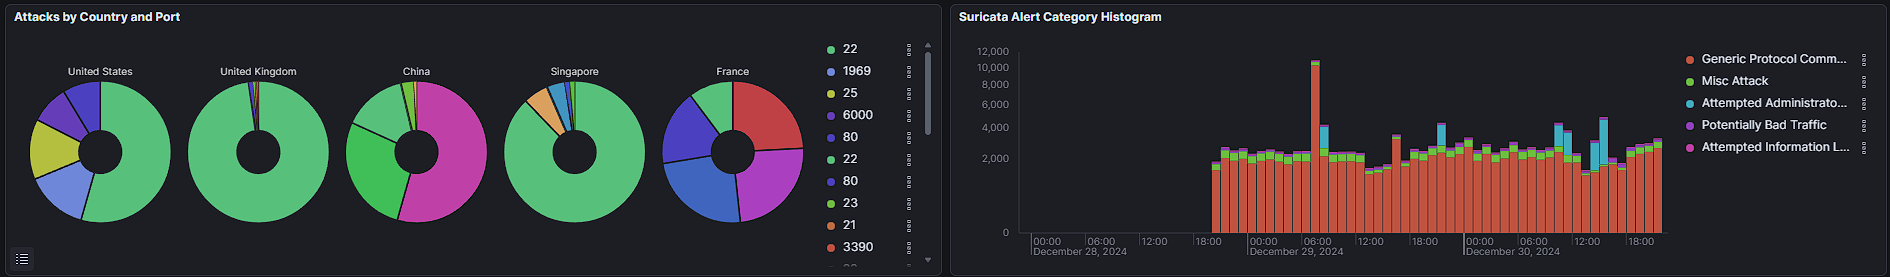 Attacks by Country and Port
United States
United Kingdom
China
Singapore
France
22
1969
25
6000
80
22
80
23
21
3390
Suricata Alert Category Histogram
12,000
10,000
8,000
6,000
4,000
2,000
0
00:00 06:00 12:00 18:00 00:00 06:00 12:00 18:00 00:00 06:00 12:00 18:00
December 28, 2024 December 29, 2024 December 30, 2024
Generic Protocol Comm...
Misc Attack
Attempted Administrato...
Potentially Bad Traffic
Attempted Information L...